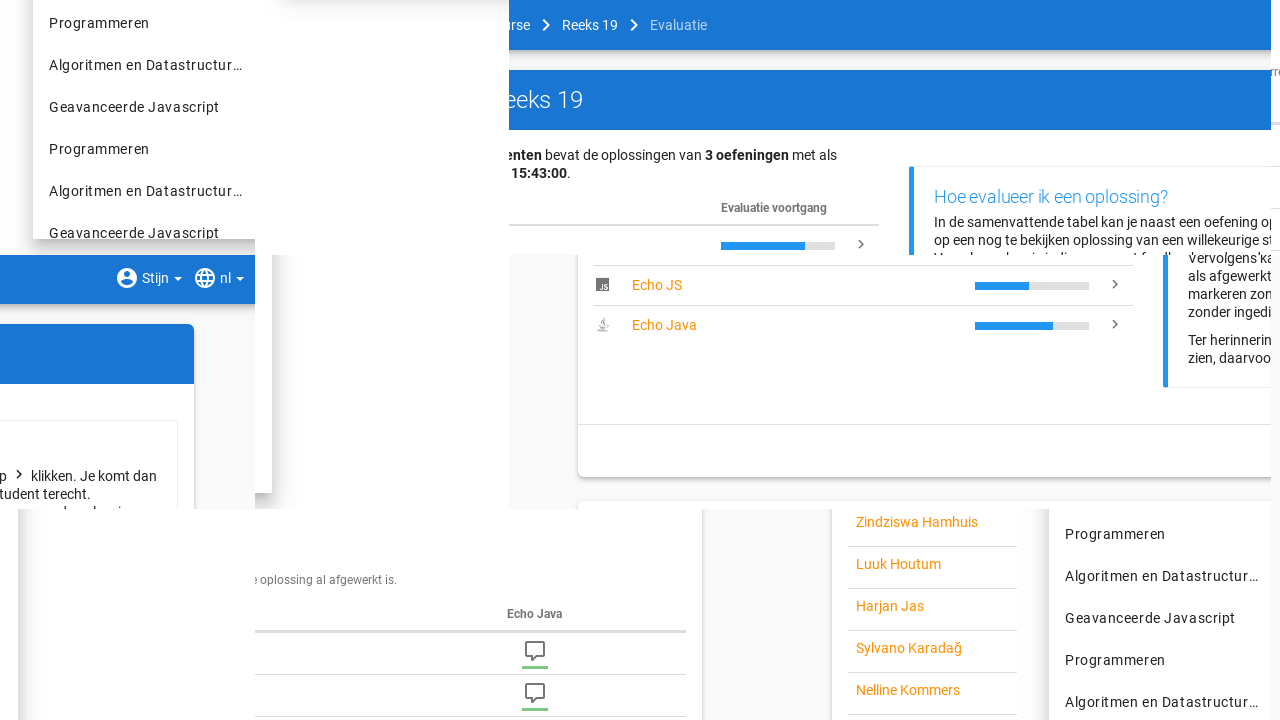 Programmeren
Algoritmen en Datastructur…
Geavanceerde Javascript
Programmeren
Algoritmen en Datastructur…
Geavanceerde Javascript
urse > Reeks 19 > Evaluatie
eeks 19
enten bevat de oplossingen van 3 oefeningen met als
15:43:00.
Evaluatie voortgang
Hoe evalueer ik een oplossing?
In de samenvattende tabel kan je naast een oefening op
op een nog te bekijken oplossing van een willekeurige st
Stijn
nl
p > klikken. Je komt dan
tudent terecht.
JS Echo JS
Echo Java
Vervolgens ka
als afgewerkt
markeren zon
zonder ingedi
Ter herinnerin
zien, daarvoo
e oplossing al afgewerkt is.
Echo Java
Zindziswa Hamhuis
Luuk Houtum
Harjan Jas
Sylvano Karadağ
Nelline Kommers
Programmeren
Algoritmen en Datastructur…
Geavanceerde Javascript
Programmeren
Algoritmen en Datastructur…